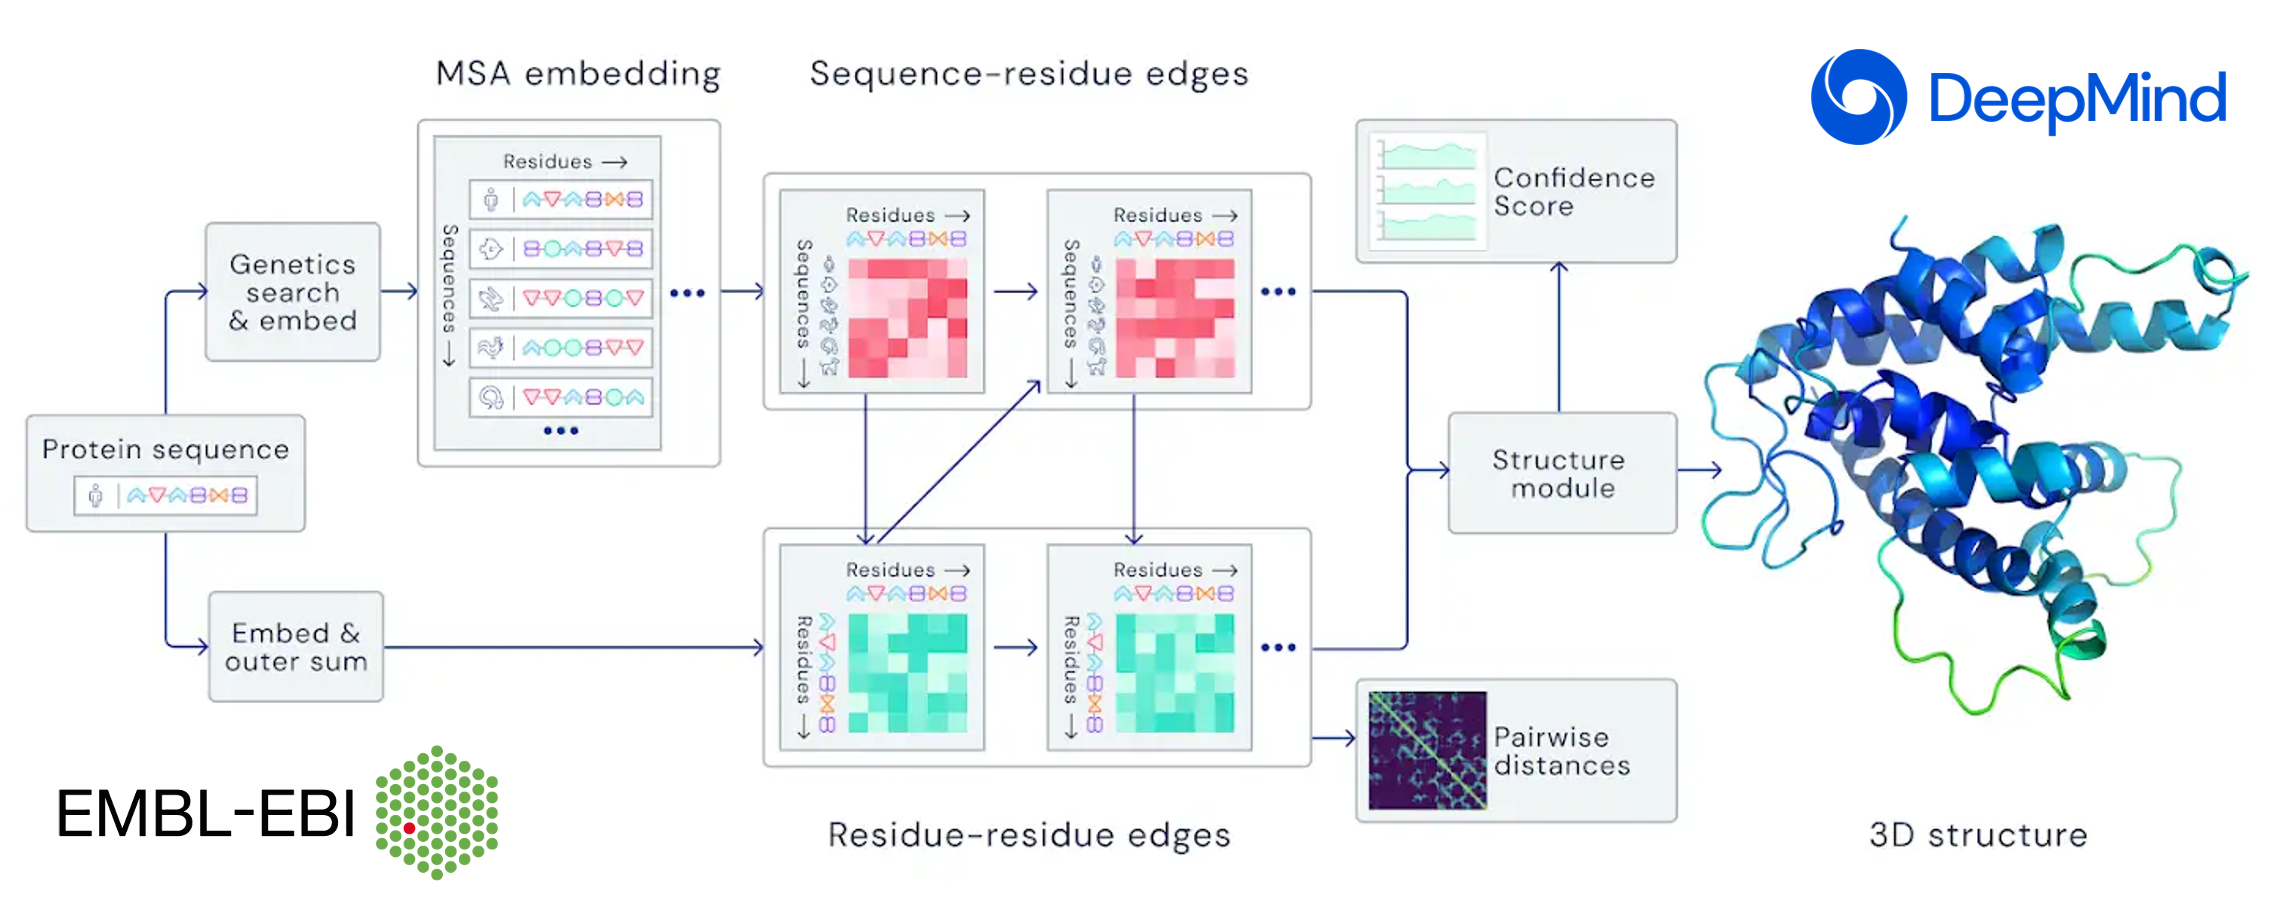 MSA embedding
Sequence-residue edges
DeepMind
Residues →
Sequences →
Genetics
search
& embed
Residues →
Sequences →
Residues →
Sequences →
Confidence
Score
Protein sequence
Structure
module
Embed &
outer sum
Residues →
Residues →
Residues →
Residues →
Pairwise
distances
EMBL-EBI
Residue-residue edges
3D structure